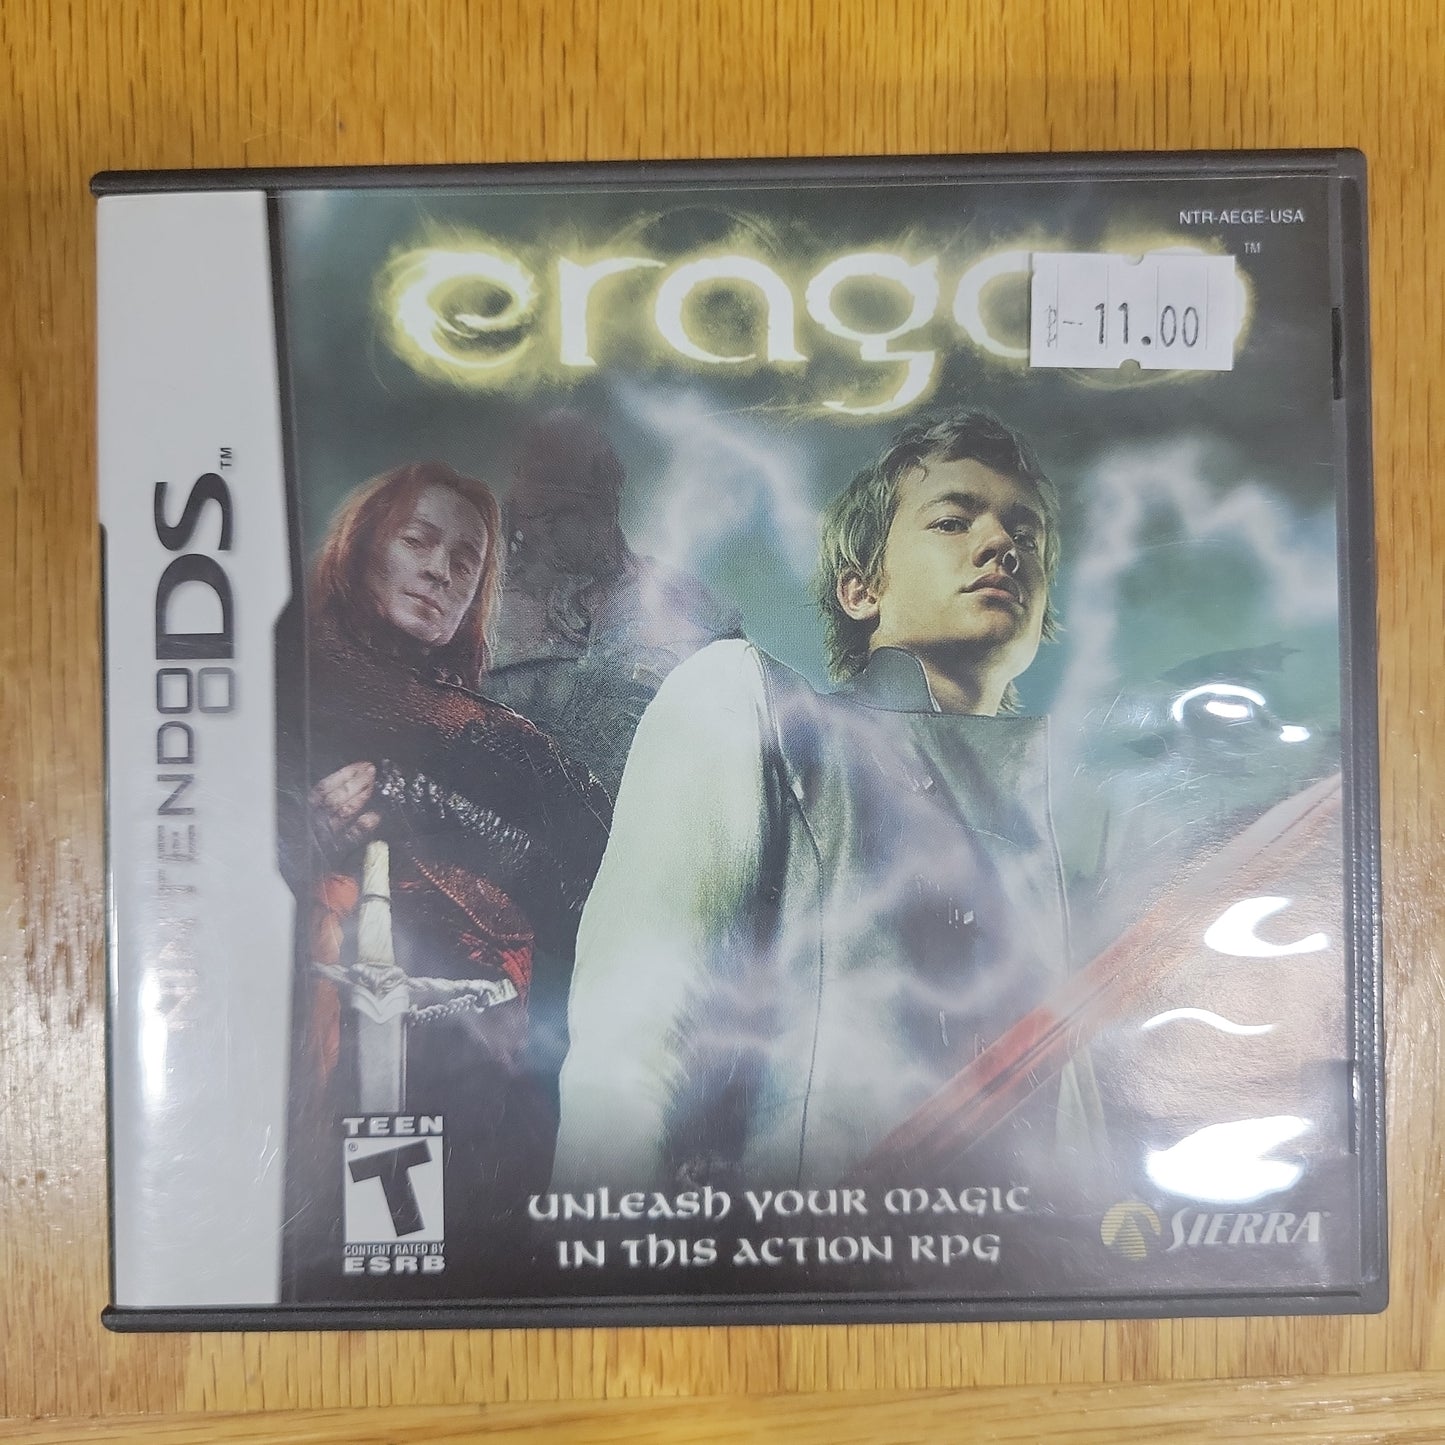 NTR-AEGE-USA
erago
TM
11.00
NINTENDO DS
TM
TEEN
T
®
CONTENT RATED BY
ESRB
UNLEASH YOUR MAGIC
IN THIS ACTION RPG
SIERRA